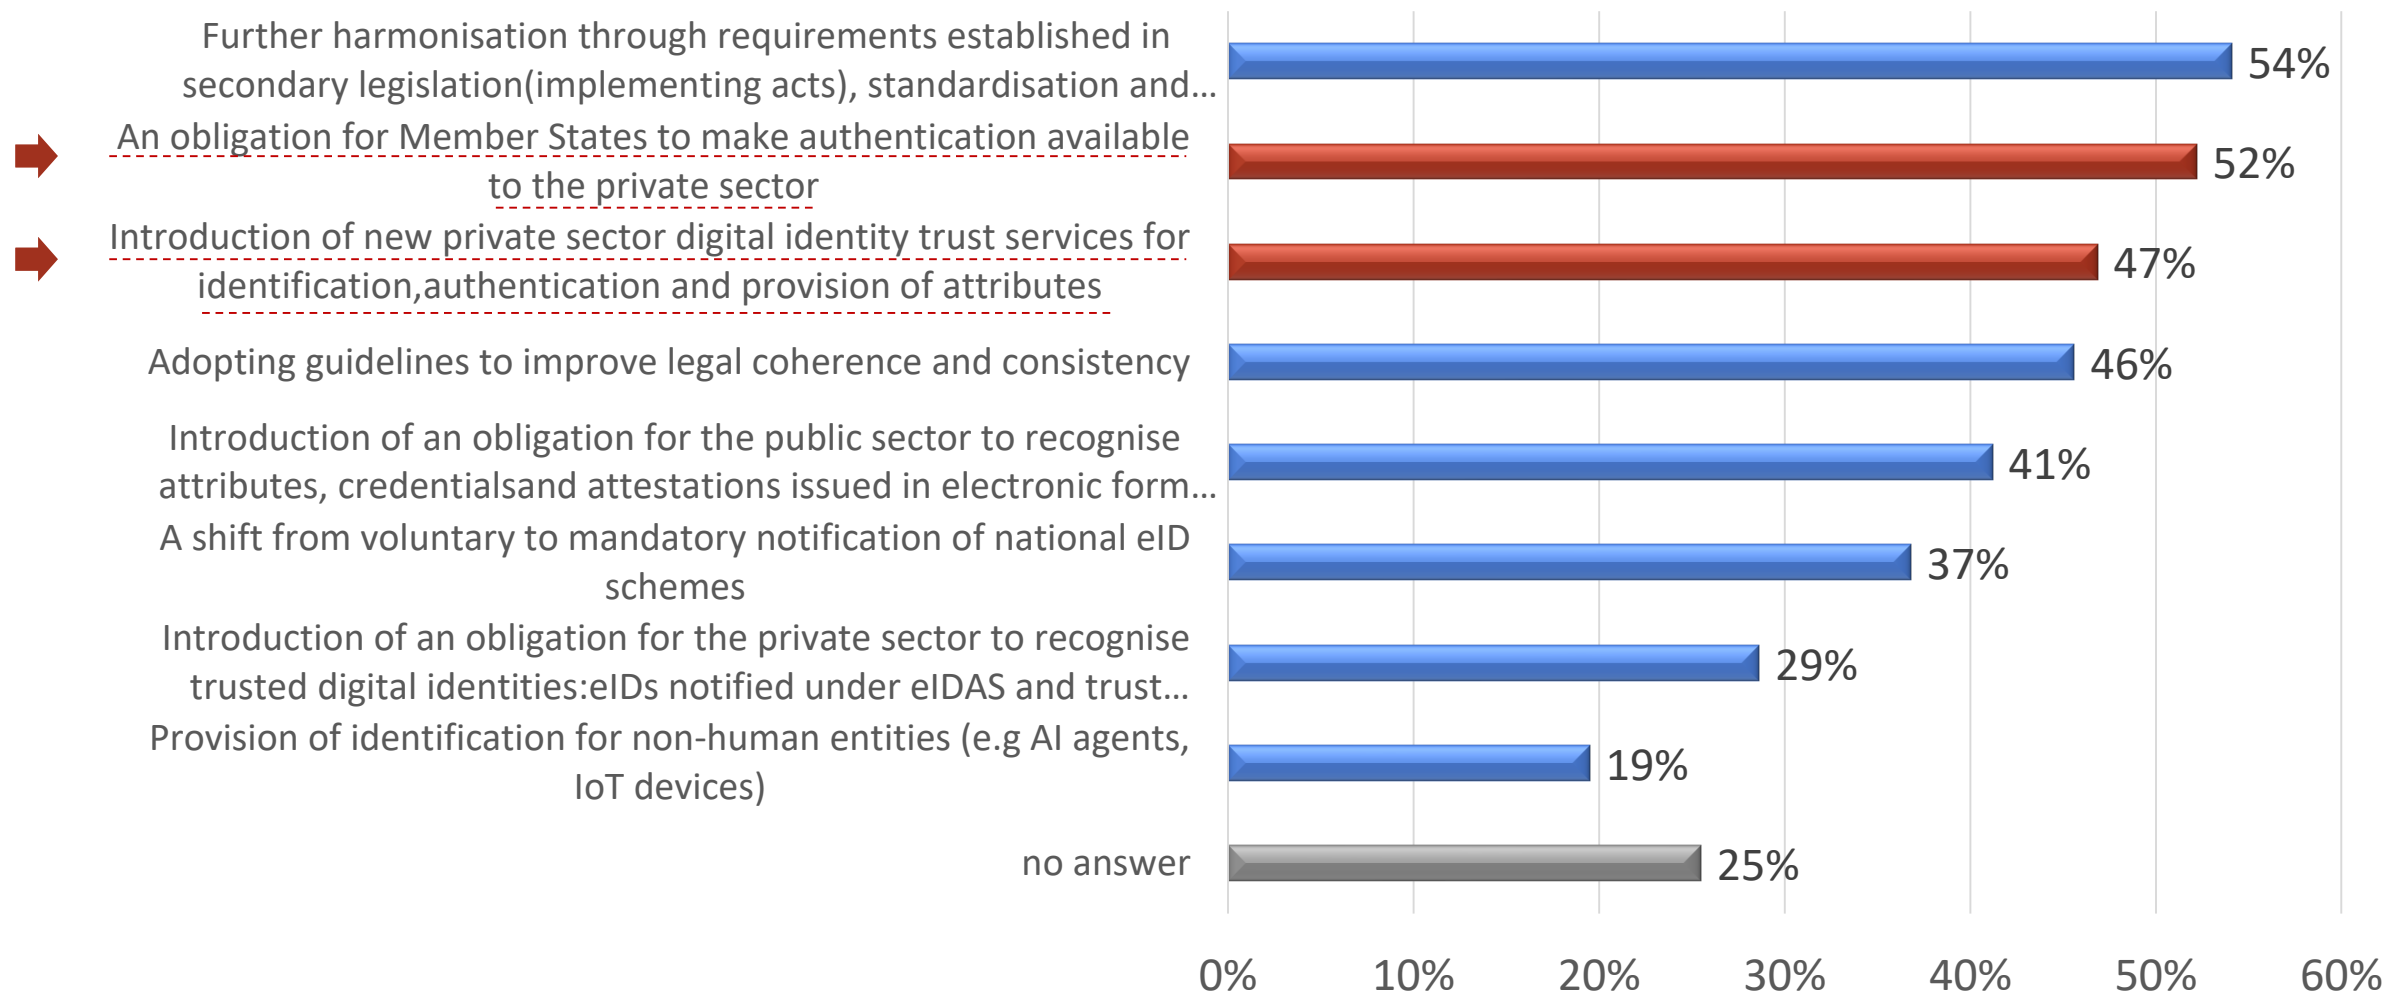 Further harmonisation through requirements established in
secondary legislation(implementing acts), standardisation and...
54%
An obligation for Member States to make authentication available
to the private sector
52%
Introduction of new private sector digital identity trust services for
identification,authentication and provision of attributes
47%
Adopting guidelines to improve legal coherence and consistency
46%
Introduction of an obligation for the public sector to recognise
attributes, credentialsand attestations issued in electronic form...
41%
A shift from voluntary to mandatory notification of national eID
schemes
37%
Introduction of an obligation for the private sector to recognise
trusted digital identities:eIDs notified under eIDAS and trust...
29%
Provision of identification for non-human entities (e.g AI agents,
IoT devices)
19%
no answer
25%
0% 10% 20% 30% 40% 50% 60%